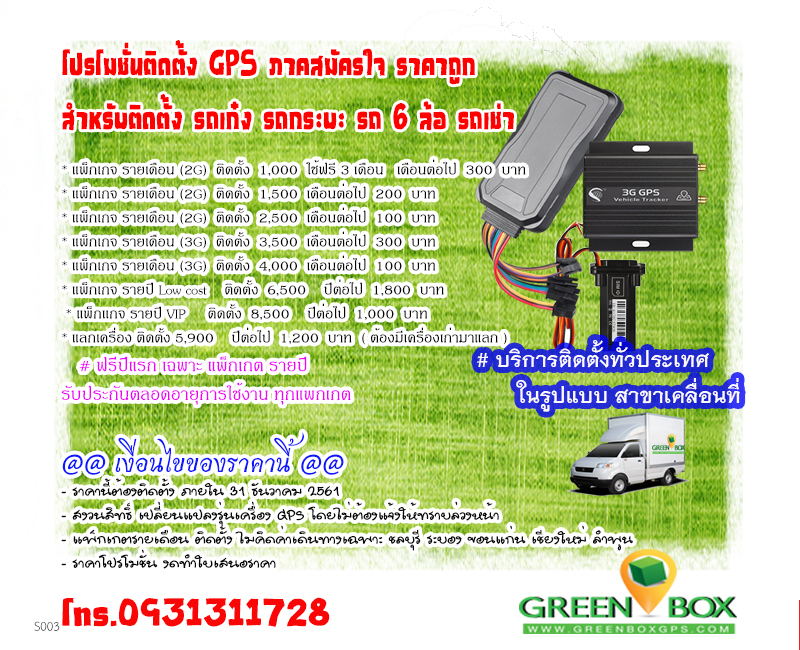 โปรโมชั่นติดตั้ง GPS ภาคสมัครใจ ราคาถูก
สำหรับติดตั้ง รถเก๋ง รถกระบะ รถ 6 ล้อ รถเช่า
* แพ็กเกจ รายเดือน (2G) ติดตั้ง 1,000 ใช้ฟรี 3 เดือน เดือนต่อไป 300 บาท
* แพ็กเกจ รายเดือน (2G) ติดตั้ง 1,500 เดือนต่อไป 200 บาท
* แพ็กเกจ รายเดือน (2G) ติดตั้ง 2,500 เดือนต่อไป 100 บาท
* แพ็กเกจ รายเดือน (3G) ติดตั้ง 3,500 เดือนต่อไป 300 บาท
* แพ็กเกจ รายเดือน (3G) ติดตั้ง 4,000 เดือนต่อไป 100 บาท
* แพ็กเกจ รายปี Low cost ติดตั้ง 6,500 ปีต่อไป 1,800 บาท
* แพ็กแกจ รายปี VIP ติดตั้ง 8,500 ปีต่อไป 1,000 บาท
* แลกเครื่อง ติดตั้ง 5,900 ปีต่อไป 1,200 บาท ( ต้องมีเครื่องเก่ามาแลก )
# ฟรีปีแรก เฉพาะ แพ็กเกต รายปี
รับประกันตลอดอายุการใช้งาน ทุกแพกเกต
3G GPS
Vehicle Tracker
# บริการติดตั้งทั่วประเทศ
ในรูปแบบ สาขาเคลื่อนที่
GREEN BOX
@@ เงื่อนไขของราคานี้ @@
- ราคานี้ต้องติดตั้ง ภายใน 31 ธันวาคม 2561
- สงวนสิทธิ์ เปลี่ยนแปลงรุ่นเครื่อง GPS โดยไม่ต้องแจ้งให้ทราบล่วงหน้า
- แพ็กเกตรายเดือน ติดตั้ง ไม่คิดค่าเดินทางเฉพาะ ชลบุรี ระยอง ขอนแก่น เชียงใหม่ ลำพูน
- ราคาโปรโมชั่น งดทำใบเสนอราคา
S003
โทร.0931311728
GREEN BOX
WWW.GREENBOXGPS.COM